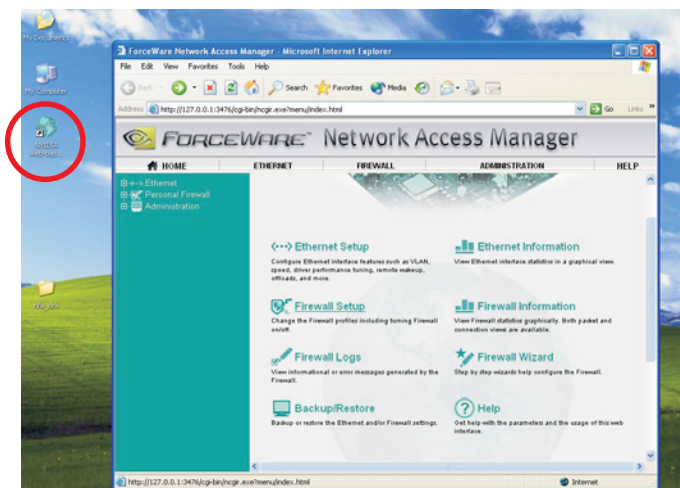 My Documents
My Computer
NVIDIA
ForceWare Network Access Manager - Microsoft Internet Explorer
File Edit View Favorites Tools Help
Back Search Favorites Media
Address http://127.0.0.1:3476/cgi-bin/ncgir.exe?menu/index.html Go Links »
FORCEWARE™ Network Access Manager
HOME ETHERNET FIREWALL ADMINISTRATION HELP
Ethernet
Personal Firewall
Administration
Ethernet Setup
Configure Ethernet interface features such as VLAN,
speed, driver performance tuning, remote wakeup,
offloads, and more.
Ethernet Information
View Ethernet interface statistics in a graphical view.
Firewall Setup
Change the Firewall profiles including turning Firewall
on/off.
Firewall Information
View Firewall statistics graphically. Both packet and
connection views are available.
Firewall Logs
View informational or error messages generated by the
Firewall.
Firewall Wizard
Step by step wizards help configure the Firewall.
Backup/Restore
Backup or restore the Ethernet and/or Firewall settings.
Help
Get help with the parameters and the usage of this web
interface.
http://127.0.0.1:3476/cgi-bin/ncgir.exe?menu/index.html Internet